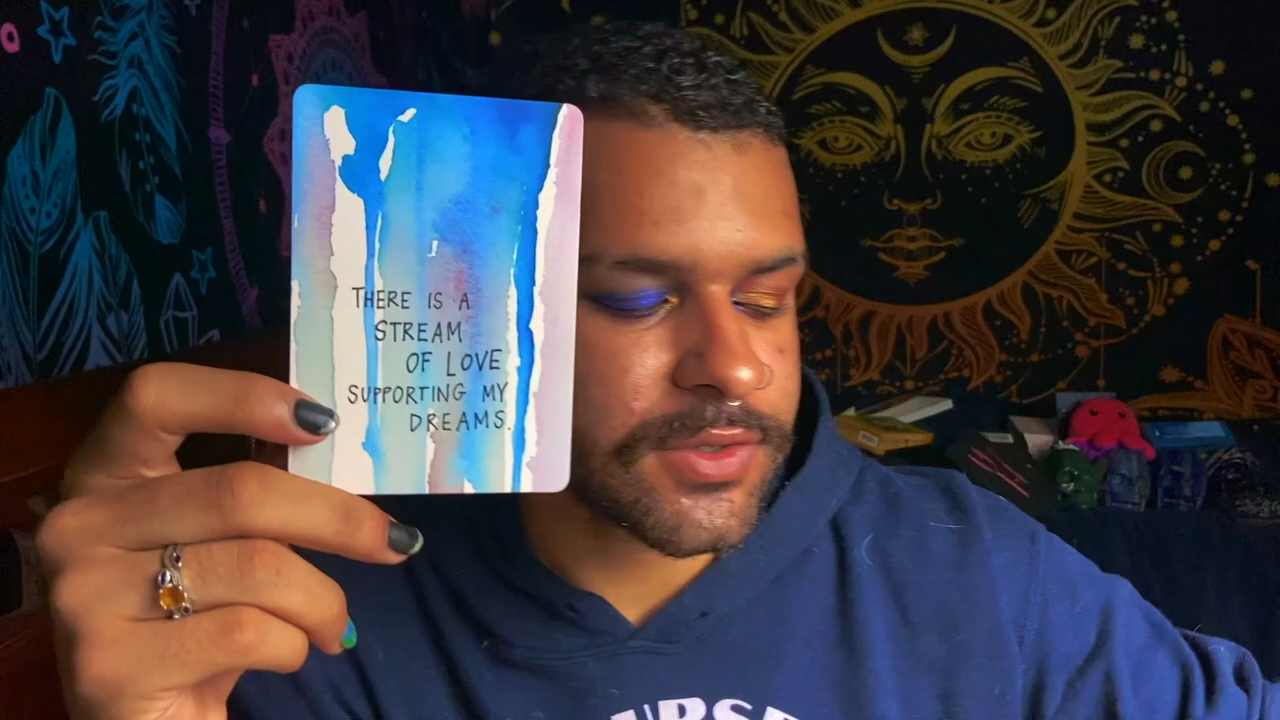 THERE IS A
STREAM
OF LOVE
SUPPORTING MY
DREAMS.